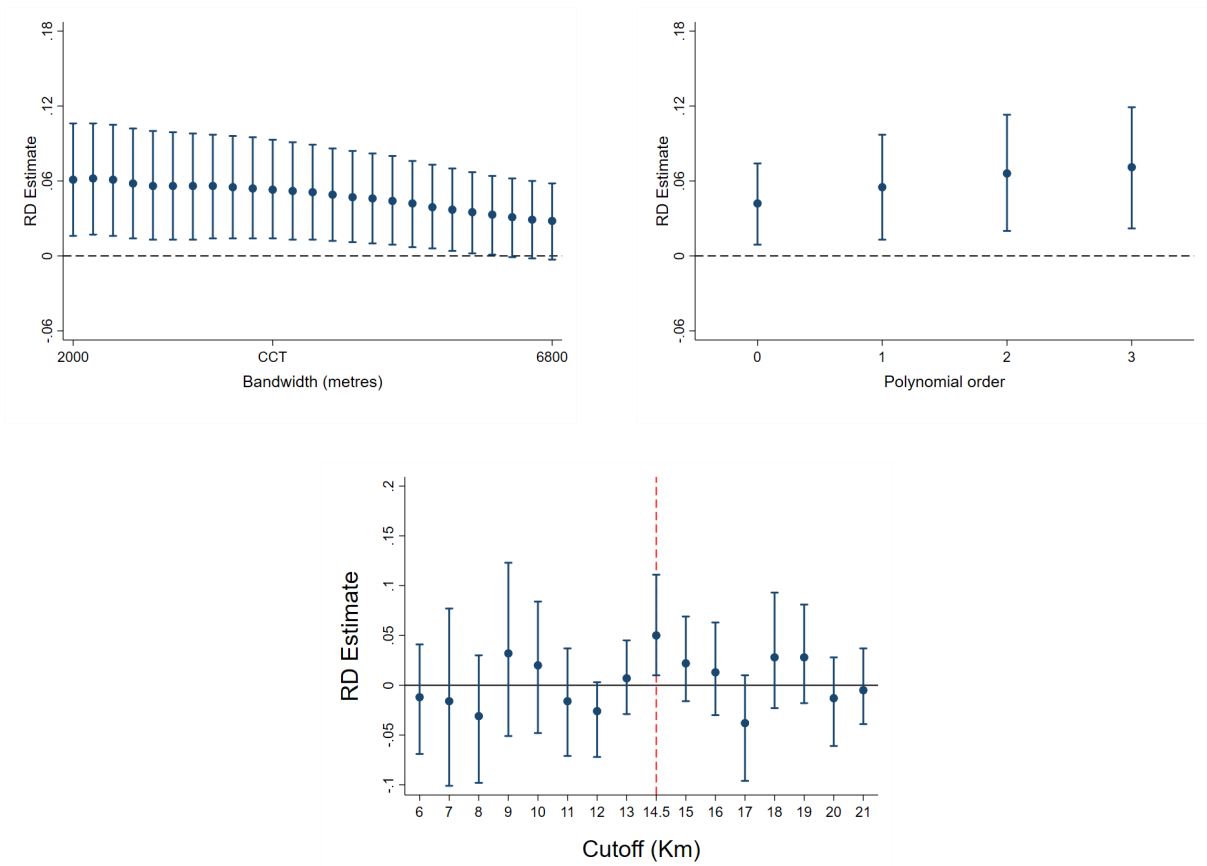 RD Estimate
.18
.12
.06
0
-.06
2000 CCT 6800
Bandwidth (metres)
RD Estimate
.18
.12
.06
0
-.06
0 1 2 3
Polynomial order
RD Estimate
.2
.15
.1
.05
0
-.05
-.1
6 7 8 9 10 11 12 13 14.5 15 16 17 18 19 20 21
Cutoff (Km)